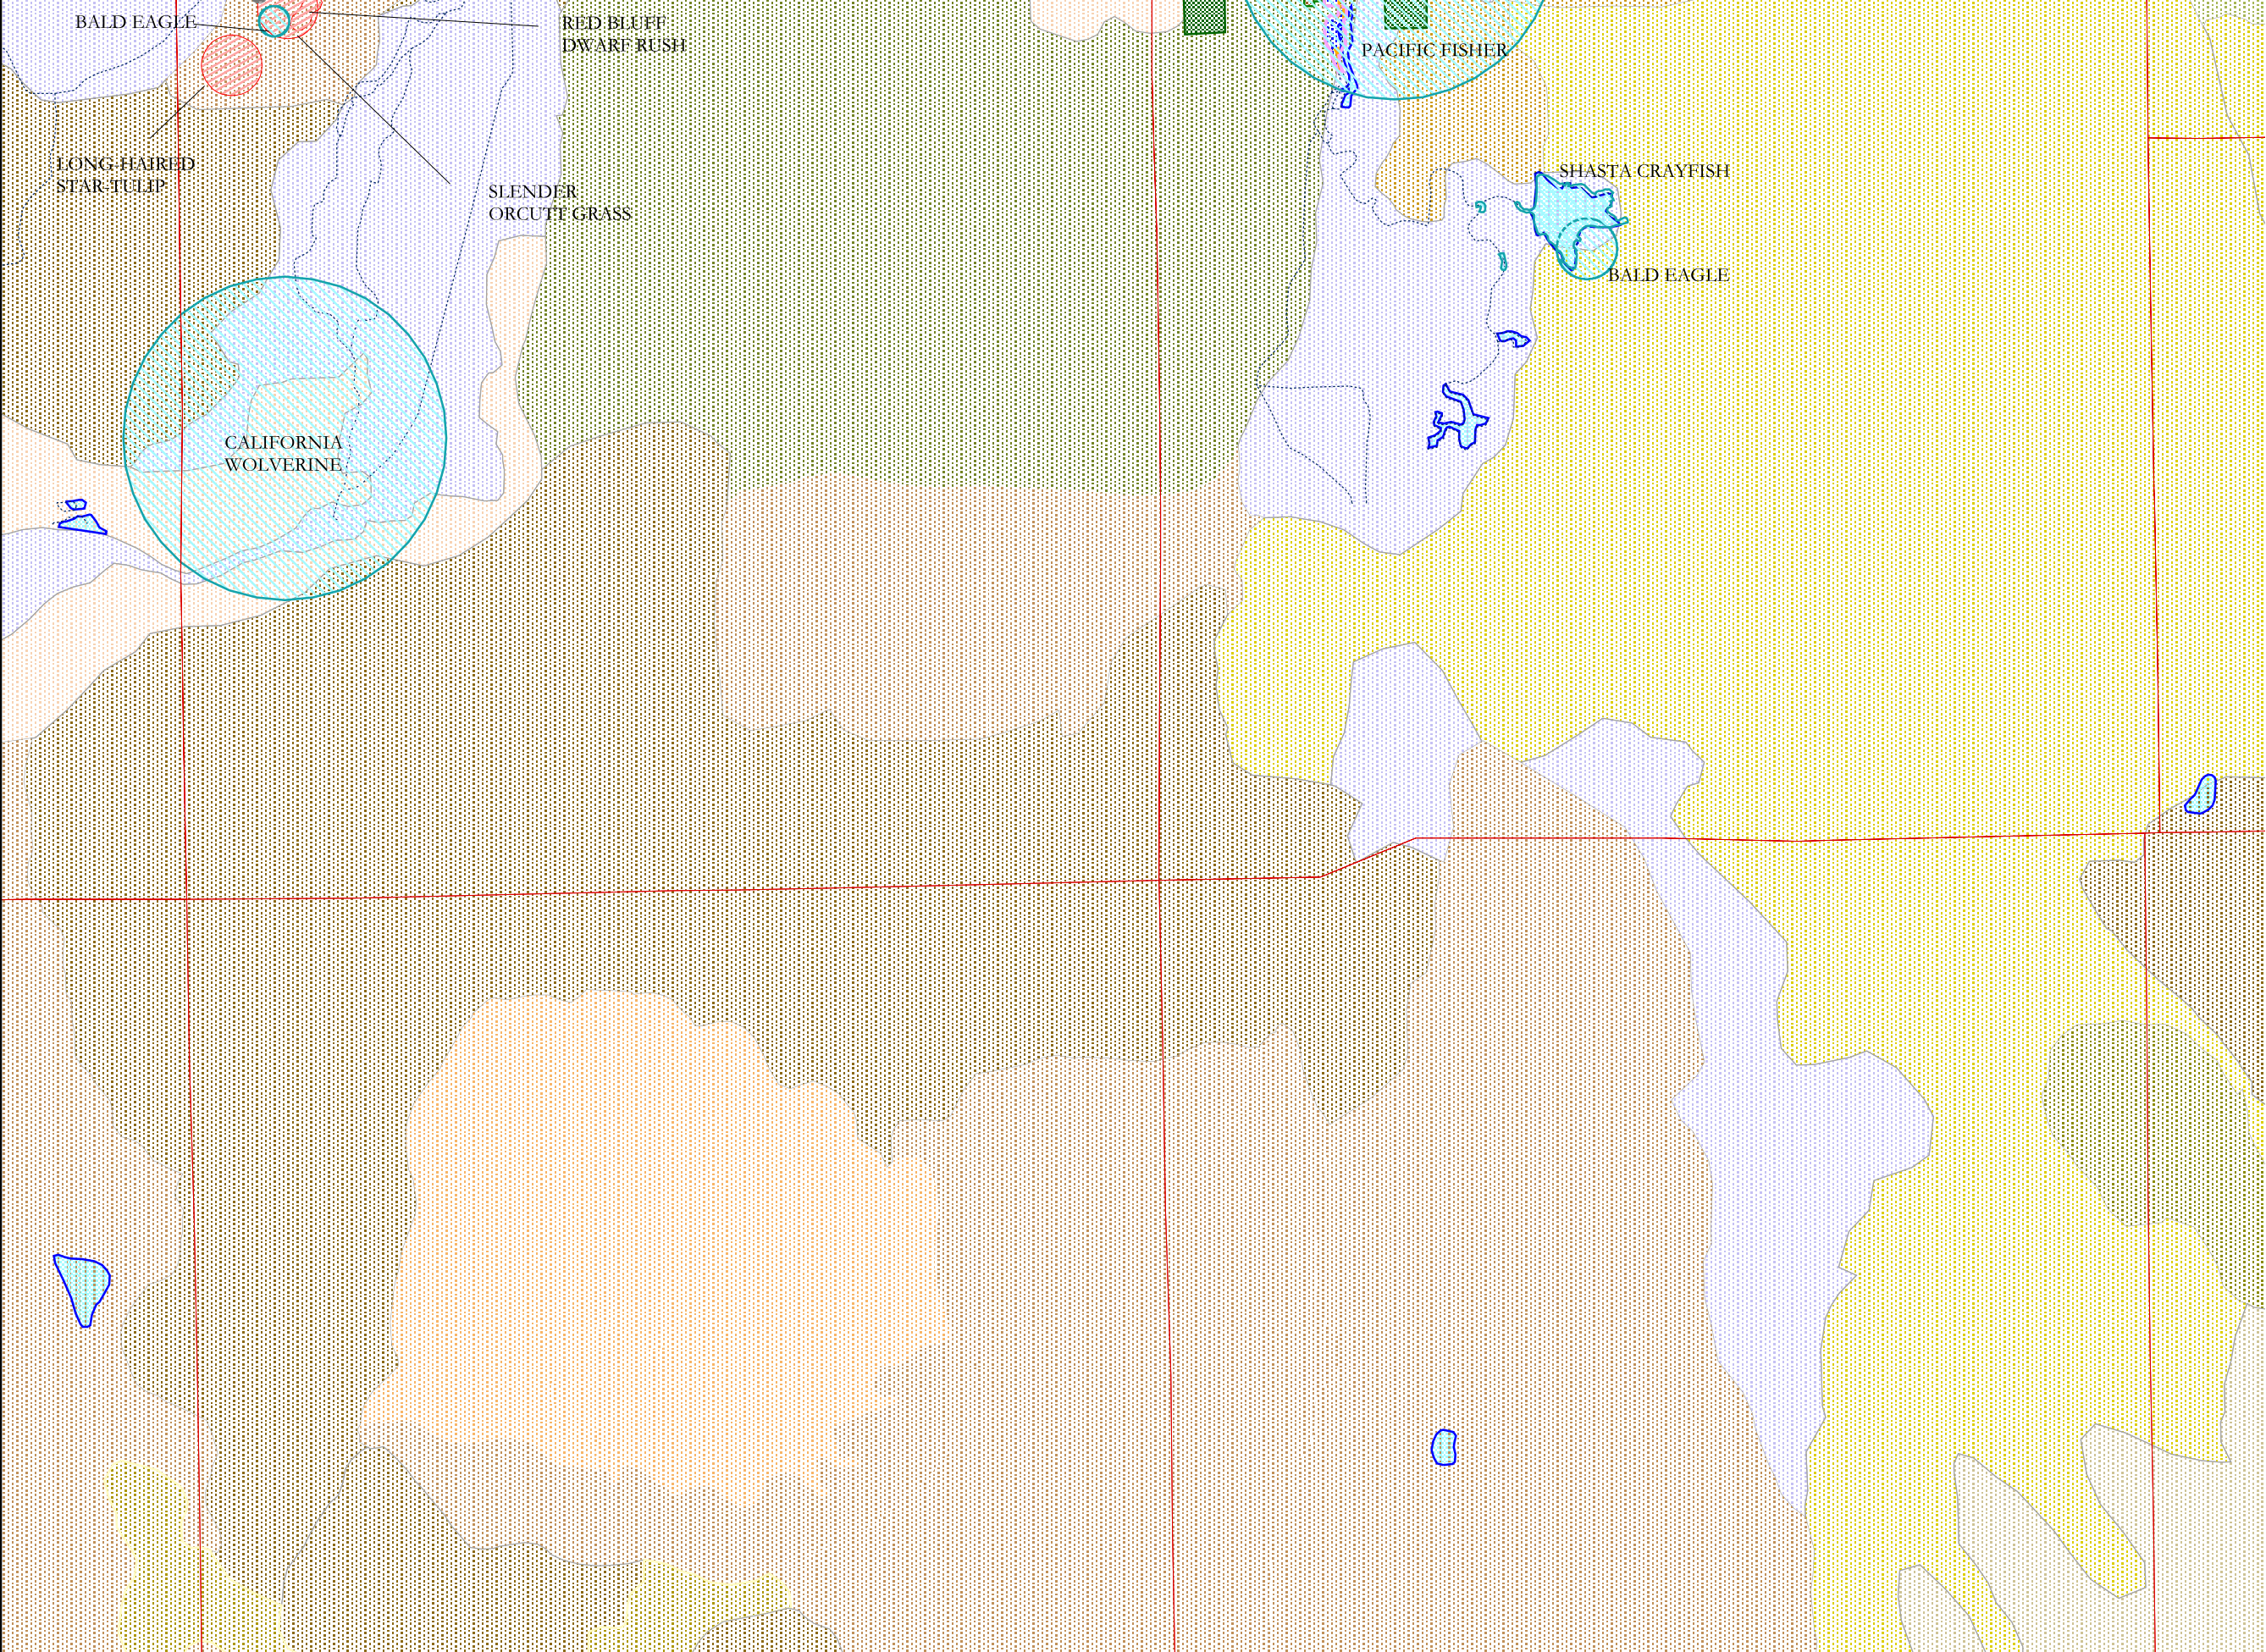 BALD EAGLE
RED BLUFF
DWARF RUSH
PACIFIC FISHER
LONG-HAIRED
STAR-TULIP
SLENDER
ORCUTT GRASS
SHASTA CRAYFISH
BALD EAGLE
CALIFORNIA
WOLVERINE